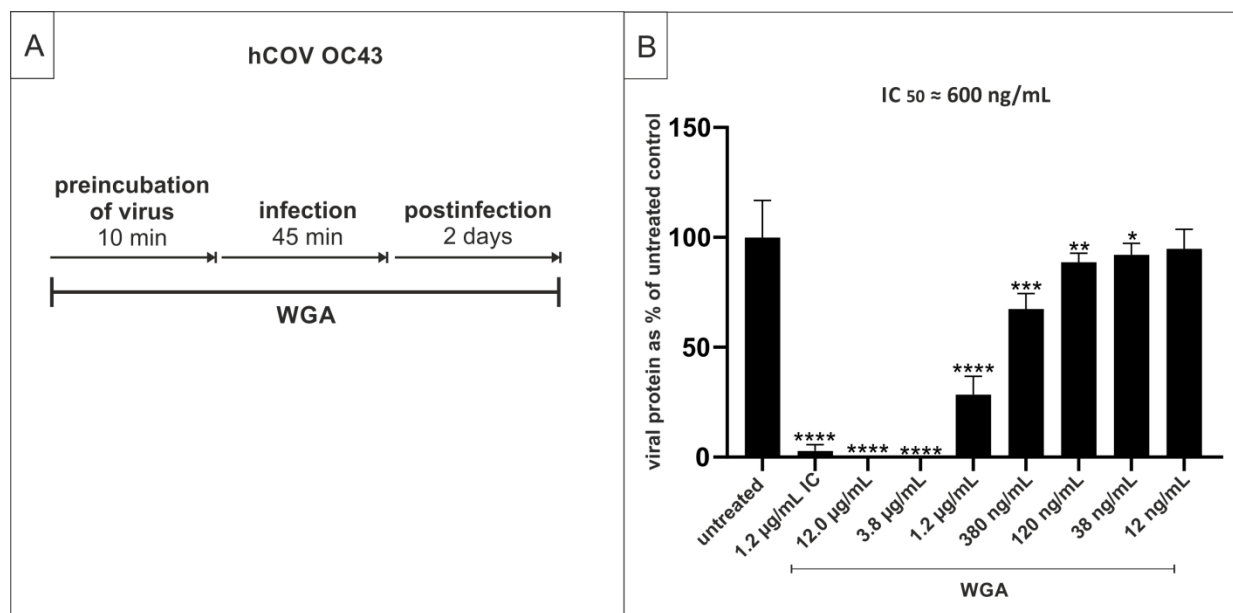 A
hCOV OC43
preincubation
of virus
10 min
infection
45 min
postinfection
2 days
WGA
B
IC 50 ≈ 600 ng/mL
viral protein as % of untreated control
150
100
50
0
****
****
****
****
***
**
*
untreated
1.2 µg/mL IC
12.0 µg/mL
3.8 µg/mL
1.2 µg/mL
380 ng/mL
120 ng/mL
38 ng/mL
12 ng/mL
WGA